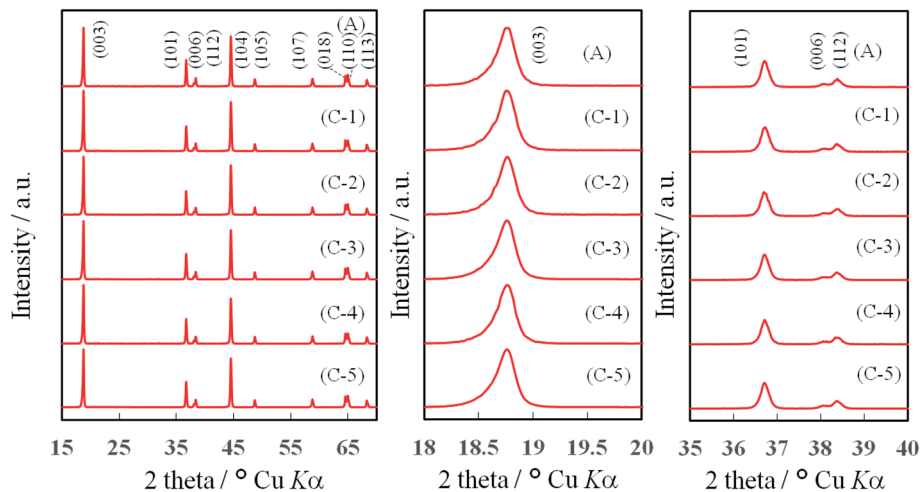 Intensity / a.u.
(003)
(101)
(006)
(112)
(104)
(105)
(107)
(018)
(110)
(113)
(A)
(C-1)
(C-2)
(C-3)
(C-4)
(C-5)
15 25 35 45 55 65
2 theta / ° Cu Kα
Intensity / a.u.
(003)
(A)
(C-1)
(C-2)
(C-3)
(C-4)
(C-5)
18 18.5 19 19.5 20
2 theta / ° Cu Kα
Intensity / a.u.
(101)
(006)
(112)
(A)
(C-1)
(C-2)
(C-3)
(C-4)
(C-5)
35 36 37 38 39 40
2 theta / ° Cu Kα